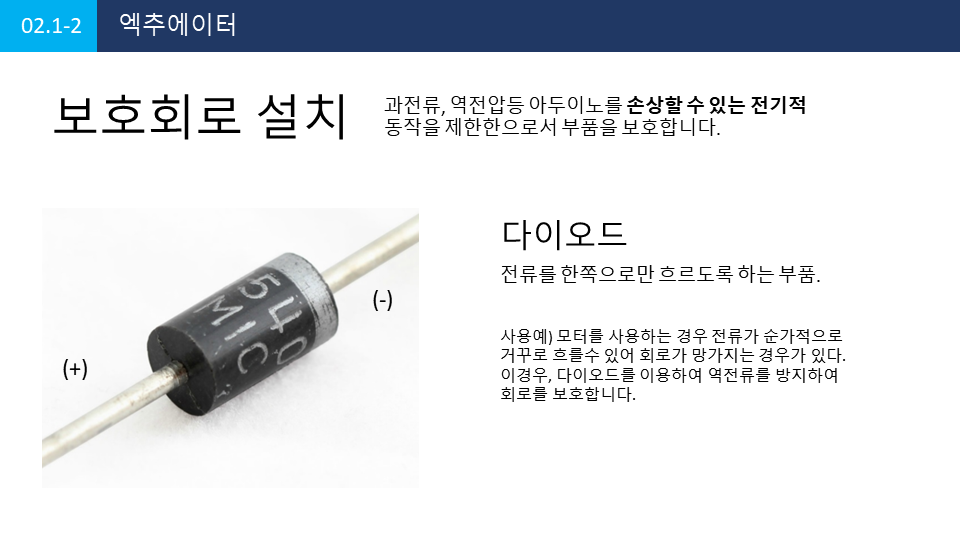 02.1-2 엑추에이터
보호회로 설치
과전류, 역전압등 아두이노를 손상할 수 있는 전기적
동작을 제한한으로서 부품을 보호합니다.
다이오드
전류를 한쪽으로만 흐르도록 하는 부품.
(-)
(+)
540
MIC
사용예) 모터를 사용하는 경우 전류가 순가적으로
거꾸로 흐를수 있어 회로가 망가지는 경우가 있다.
이경우, 다이오드를 이용하여 역전류를 방지하여
회로를 보호합니다.